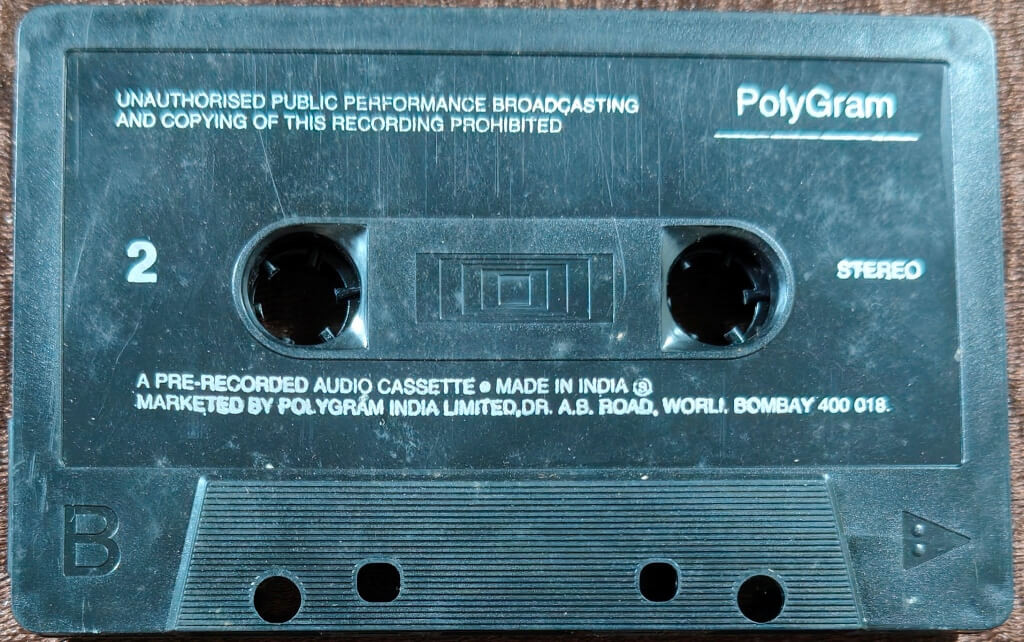 UNAUTHORISED PUBLIC PERFORMANCE BROADCASTING
AND COPYING OF THIS RECORDING PROHIBITED
PolyGram
2
STEREO
A PRE-RECORDED AUDIO CASSETTE ● MADE IN INDIA Ⓢ
MARKETED BY POLYGRAM INDIA LIMITED,DR. A.B. ROAD, WORLI. BOMBAY 400 018.
B